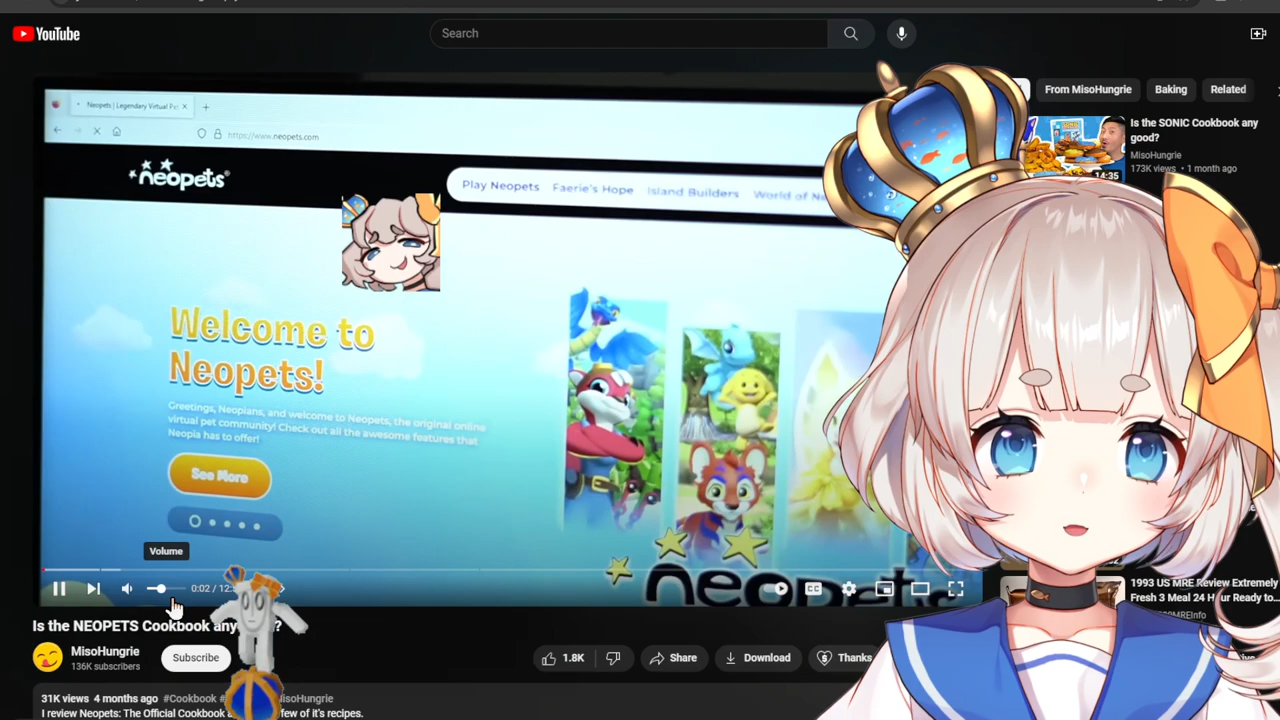 YouTube
Search
From MisoHungrie
Baking
Related
Is the SONIC Cookbook any
good?
MisoHungrie
173K views • 1 month ago
14:35
Neopets | Legendary Virtual
https://www.neopets.com
neopets
Play Neopets
Faerie's Hope
Island Builders
World of
Welcome to
Neopets!
Greetings, Neopians, and welcome to Neopets, the original online
virtual pet community! Check out all the awesome features that
Neopia has to offer!
See More
Volume
0:02 /
CC
neopets
Is the NEOPETS Cookbook any ?
MisoHungrie
136K subscribers
Subscribe
1.8K
Share
Download
Thanks
1993 US MRE Review Extremely
Fresh 3 Meal 24 Hour Ready to...
31K views 4 months ago #Cookbook
I review Neopets: The Official Cookbook few of it's recipes.